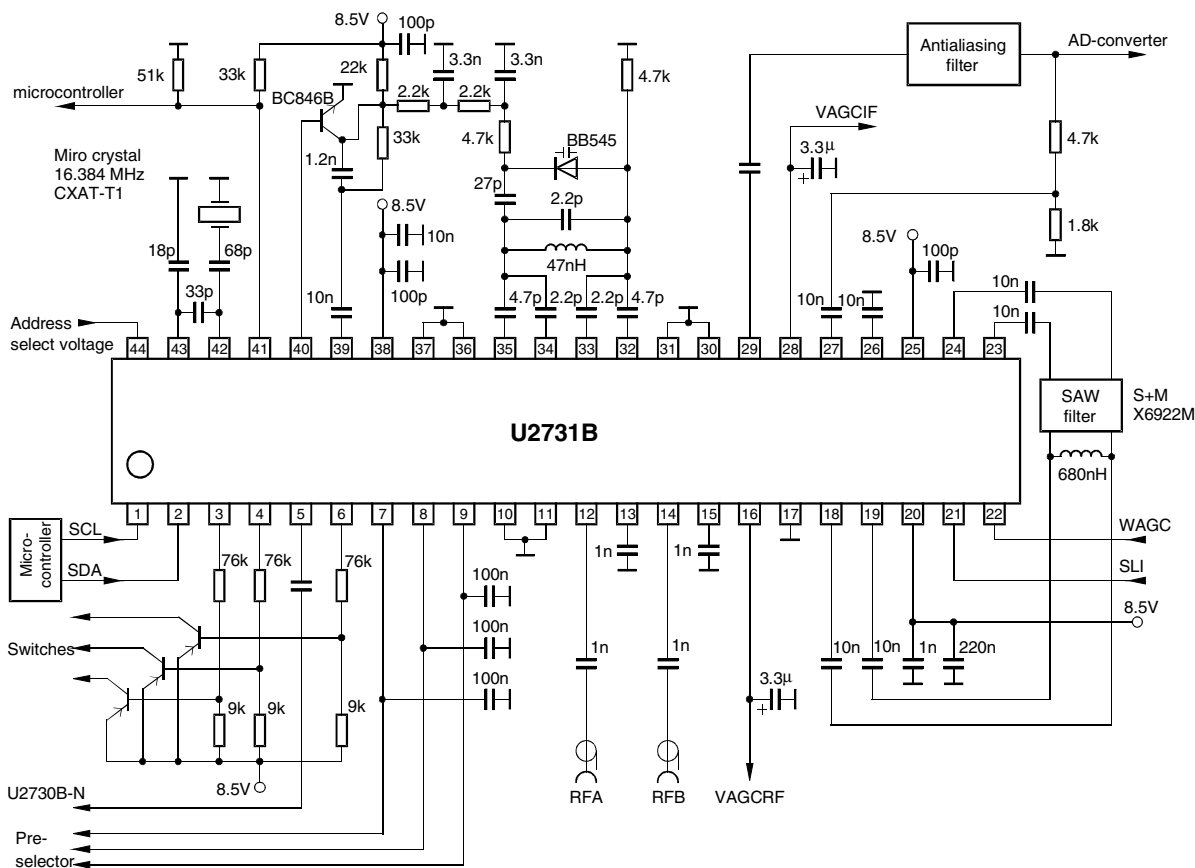 8.5V
100p
3.3n
3.3n
Antialiasing
filter
AD-converter
51k
33k
22k
4.7k
microcontroller
BC846B
2.2k
2.2k
VAGCIF
33k
4.7k
BB545
3.3µ
+
4.7k
Miro crystal
16.384 MHz
CXAT-T1
1.2n
27p
2.2p
8.5V
10n
1.8k
8.5V
18p
68p
47nH
100p
33p
10n
100p
4.7p
2.2p
2.2p
4.7p
10n
10n
10n
10n
Address
select voltage
44 43 42 41 40 39 38 37 36 35 34 33 32 31 30 29 28 27 26 25 24 23
SAW
filter
S+M
X6922M
U2731B
680nH
1 2 3 4 5 6 7 8 9 10 11 12 13 14 15 16 17 18 19 20 21 22
Micro-
controller
SCL
SDA
WAGC
SLI
76k
76k
76k
1n
1n
100n
8.5V
Switches
100n
1n
1n
10n
10n
1n
220n
100n
3.3µ
+
9k
9k
9k
8.5V
U2730B-N
RFA
RFB
VAGCRF
Pre-
selector